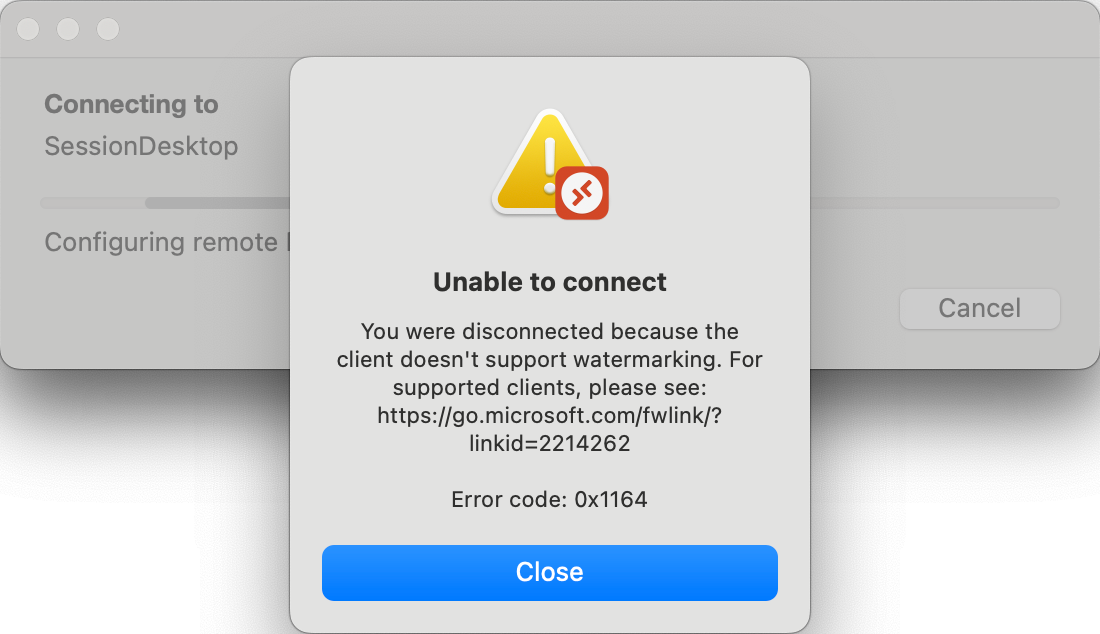 Connecting to
SessionDesktop
Configuring remote
Cancel
Unable to connect
You were disconnected because the
client doesn't support watermarking. For
supported clients, please see:
https://go.microsoft.com/fwlink/?
linkid=2214262
Error code: 0x1164
Close